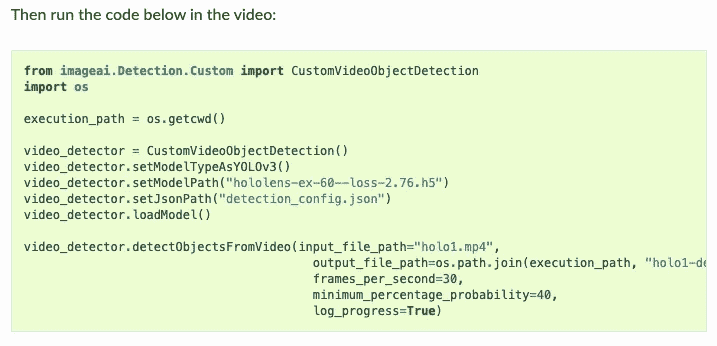 Then run the code below in the video:
from imageai.Detection.Custom import CustomVideoObjectDetection
import os
execution_path = os.getcwd()
video_detector = CustomVideoObjectDetection()
video_detector.setModelTypeAsYOLOv3()
video_detector.setModelPath("hololens-ex-60--loss-2.76.h5")
video_detector.setJsonPath("detection_config.json")
video_detector.loadModel()
video_detector.detectObjectsFromVideo(input_file_path="holo1.mp4",
output_file_path=os.path.join(execution_path,
frames_per_second=30,
minimum_percentage_probability=40,
log_progress=True)